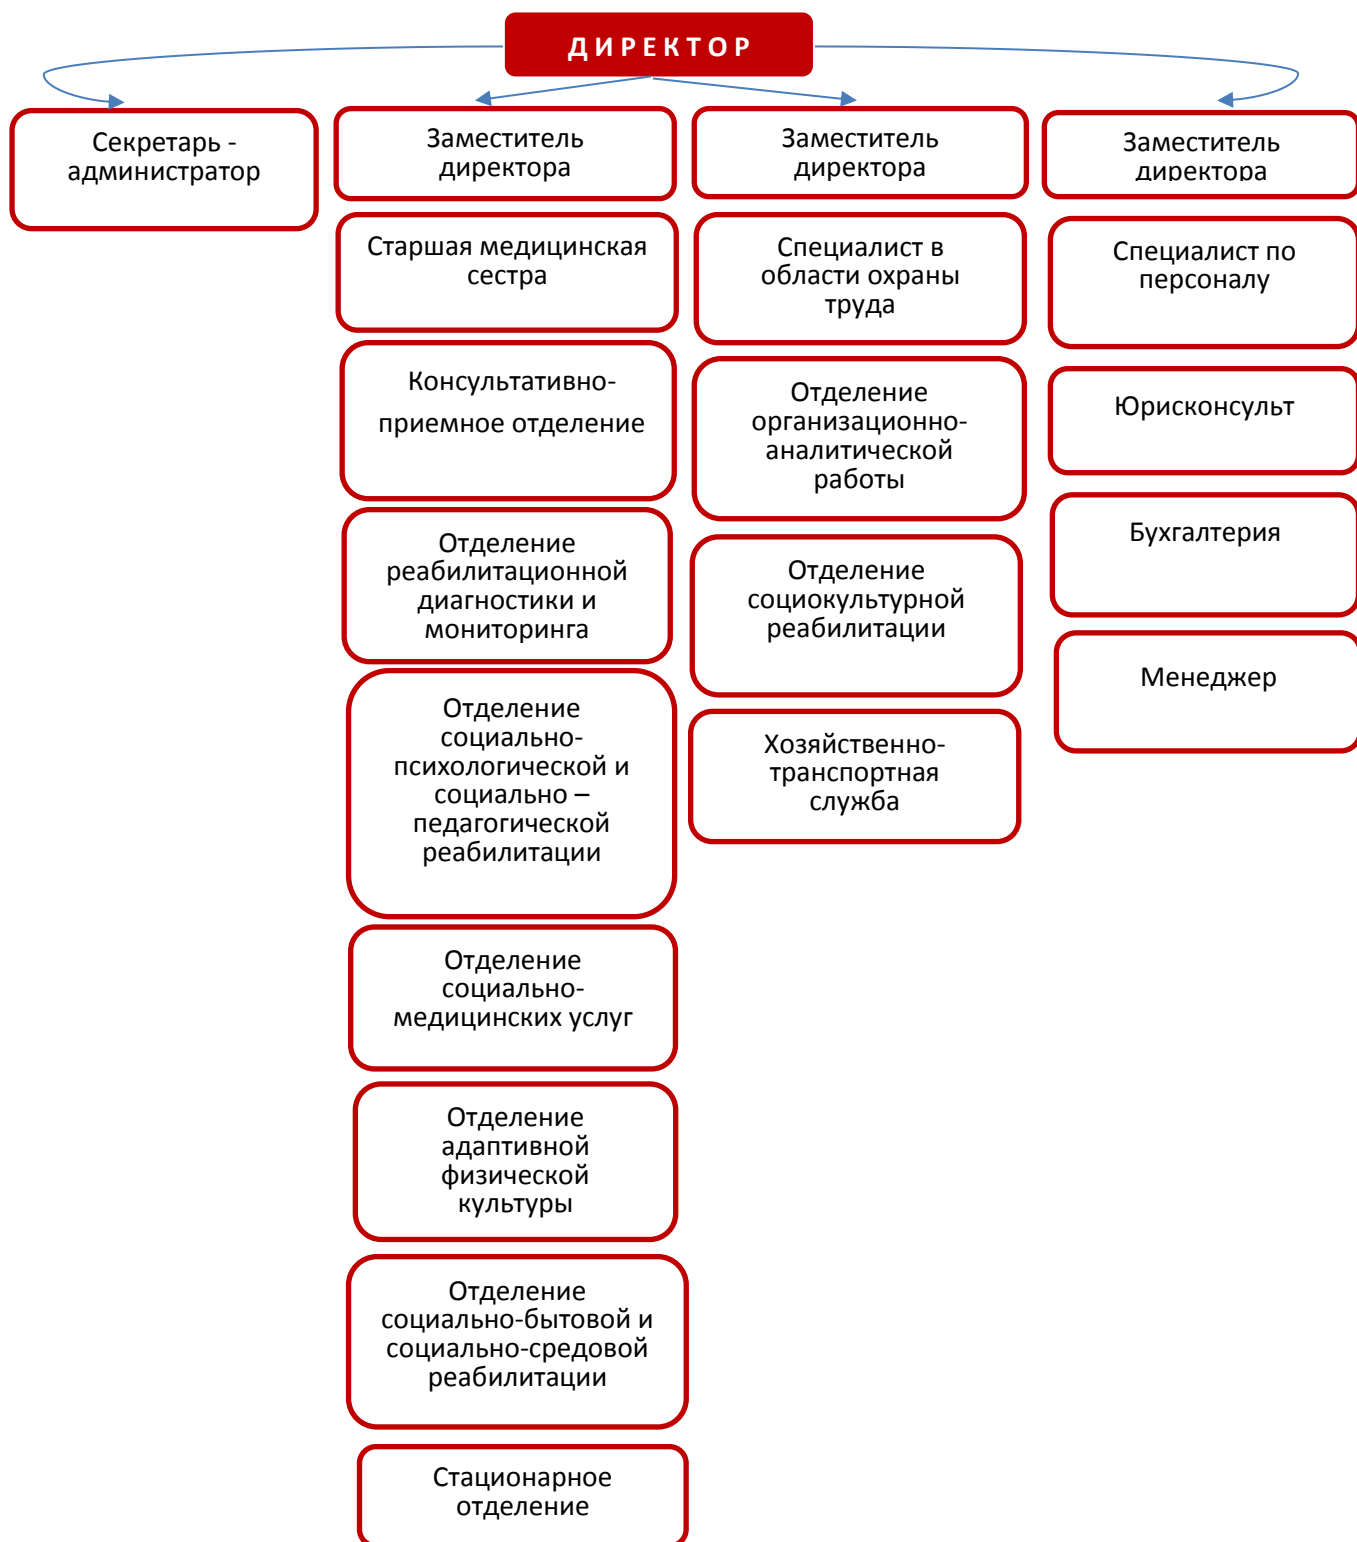 ДИРЕКТОР
Секретарь -
администратор
Заместитель
директора
Заместитель
директора
Заместитель
директора
Старшая медицинская
сестра
Консультативно-
приемное отделение
Отделение
реабилитационной
диагностики и
мониторинга
Отделение
социально-
психологической и
социально –
педагогической
реабилитации
Отделение
социально-
медицинских услуг
Отделение
адаптивной
физической
культуры
Отделение
социально-бытовой и
социально-средовой
реабилитации
Стационарное
отделение
Специалист в
области охраны
труда
Отделение
организационно-
аналитической
работы
Отделение
социокультурной
реабилитации
Хозяйственно-
транспортная
служба
Специалист по
персоналу
Юрисконсульт
Бухгалтерия
Менеджер